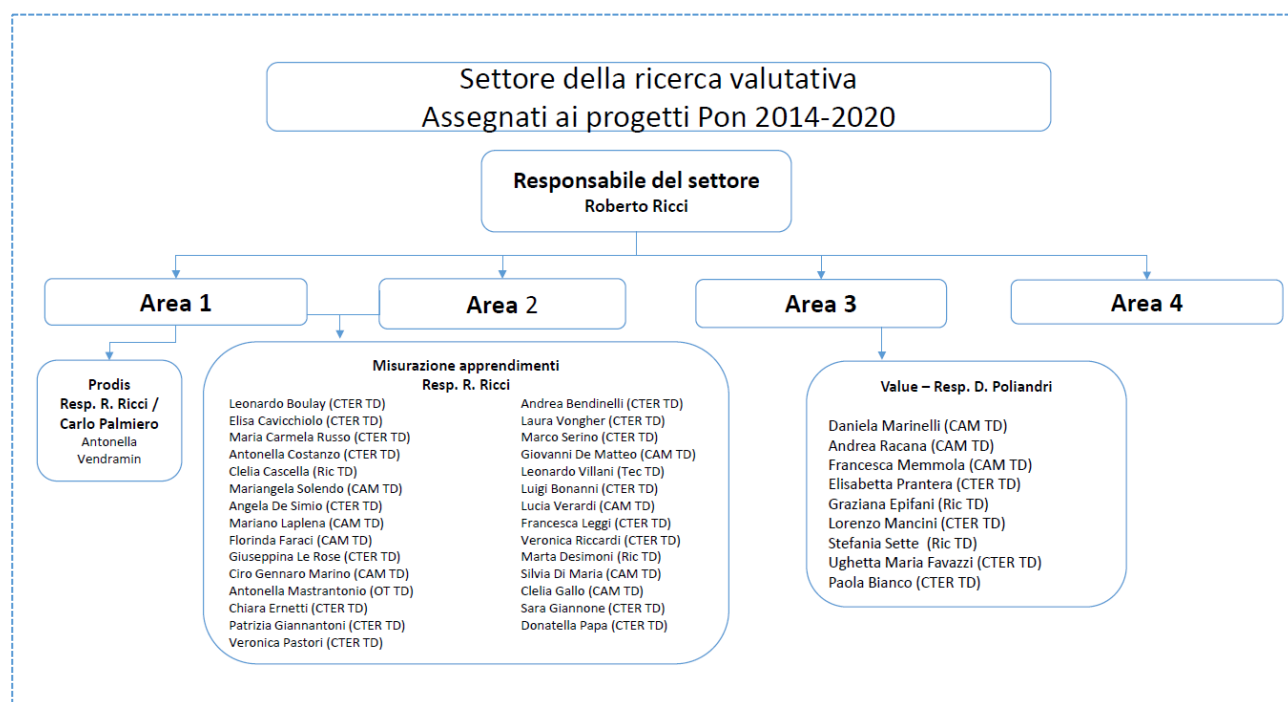 Settore della ricerca valutativa
Assegnati ai progetti Pon 2014-2020
Responsabile del settore
Roberto Ricci
Area 1
Area 2
Area 3
Area 4
Prodis
Resp. R. Ricci /
Carlo Palmiero
Antonella
Vendramin
Misurazione apprendimenti
Resp. R. Ricci
Leonardo Boulay (CTER TD)
Elisa Cavicchiolo (CTER TD)
Maria Carmela Russo (CTER TD)
Antonella Costanzo (CTER TD)
Clelia Cascella (Ric TD)
Mariangela Solendo (CAM TD)
Angela De Simio (CTER TD)
Mariano Laplena (CAM TD)
Florinda Faraci (CAM TD)
Giuseppina Le Rose (CTER TD)
Ciro Gennaro Marino (CAM TD)
Antonella Mastrantonio (OT TD)
Chiara Ernetti (CTER TD)
Patrizia Giannantoni (CTER TD)
Veronica Pastori (CTER TD)
Andrea Bendinelli (CTER TD)
Laura Vongher (CTER TD)
Marco Serino (CTER TD)
Giovanni De Matteo (CAM TD)
Leonardo Villani (Tec TD)
Luigi Bonanni (CTER TD)
Lucia Verardi (CAM TD)
Francesca Leggi (CTER TD)
Veronica Riccardi (CTER TD)
Marta Desimoni (Ric TD)
Silvia Di Maria (CAM TD)
Clelia Gallo (CAM TD)
Sara Giannone (CTER TD)
Donatella Papa (CTER TD)
Value – Resp. D. Poliandri
Daniela Marinelli (CAM TD)
Andrea Racana (CAM TD)
Francesca Memmola (CAM TD)
Elisabetta Prantera (CTER TD)
Graziana Epifani (Ric TD)
Lorenzo Mancini (CTER TD)
Stefania Sette (Ric TD)
Ughetta Maria Favazzi (CTER TD)
Paola Bianco (CTER TD)